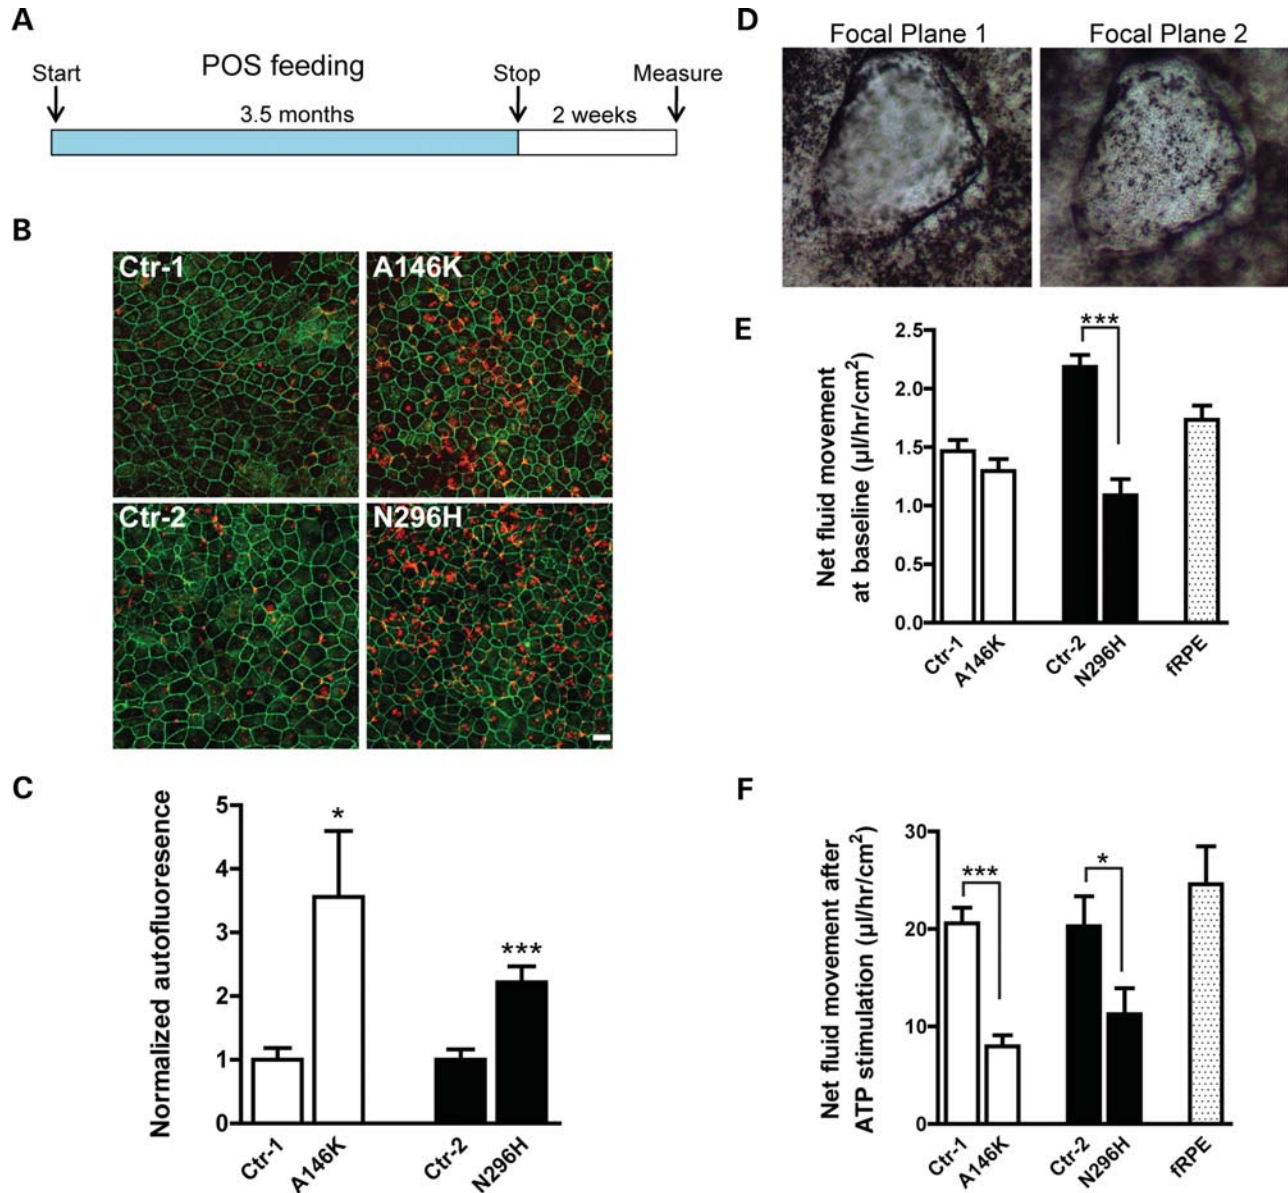 A
Start
POS feeding
Stop
Measure
3.5 months
2 weeks
B
Ctr-1
A146K
Ctr-2
N296H
C
Normalized autofluoresence
5
4
3
2
1
0
*
***
Ctr-1
A146K
Ctr-2
N296H
D
Focal Plane 1
Focal Plane 2
E
Net fluid movement
at baseline (µl/hr/cm²)
2.5
2.0
1.5
1.0
0.5
0.0
***
Ctr-1
A146K
Ctr-2
N296H
fRPE
F
Net fluid movement after
ATP stimulation (µl/hr/cm²)
30
20
10
0
***
*
Ctr-1
A146K
Ctr-2
N296H
fRPE